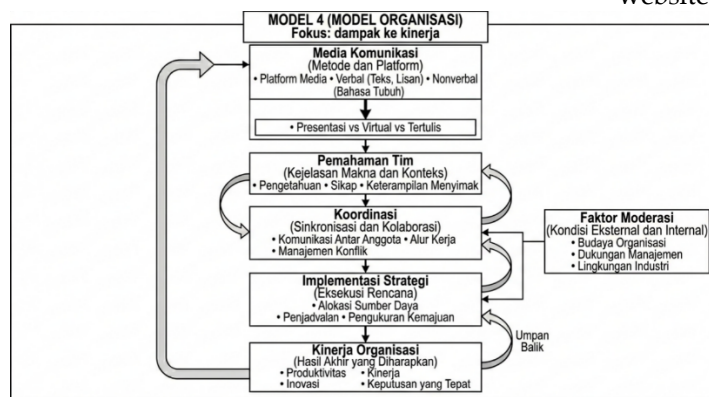 website
MODEL 4 (MODEL ORGANISASI)
Fokus: dampak ke kinerja
Media Komunikasi
(Metode dan Platform)
• Platform Media • Verbal (Teks, Lisan) • Nonverbal
(Bahasa Tubuh)
• Presentasi vs Virtual vs Tertulis
Pemahaman Tim
(Kejelasan Makna dan Konteks)
• Pengetahuan • Sikap • Keterampilan Menyimak
Koordinasi
(Sinkronisasi dan Kolaborasi)
• Komunikasi Antar Anggota • Alur Kerja
• Manajemen Konflik
Faktor Moderasi
(Kondisi Eksternal dan Internal)
• Budaya Organisasi
• Dukungan Manajemen
• Lingkungan Industri
Implementasi Strategi
(Eksekusi Rencana)
• Alokasi Sumber Daya
• Penjadvalan • Pengukuran Kemajuan
Umpan
Balik
Kinerja Organisasi
(Hasil Akhir yang Diharapkan)
• Produktivitas • Kinerja
• Inovasi • Keputusan yang Tepat